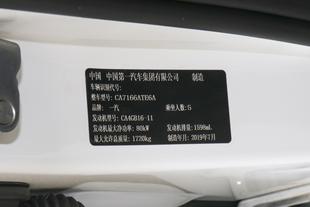 中国 中国第一汽车集团有限公司 制造
车辆识别代号:
整车型号: CA7166ATE6A
品牌: 一汽 乘坐人数: 5
发动机型号: CA4GB16-11
发动机最大净功率: 80kW 发动机排量: 1598mL
最大允许总质量: 1720kg 制造年月: 2019年7月